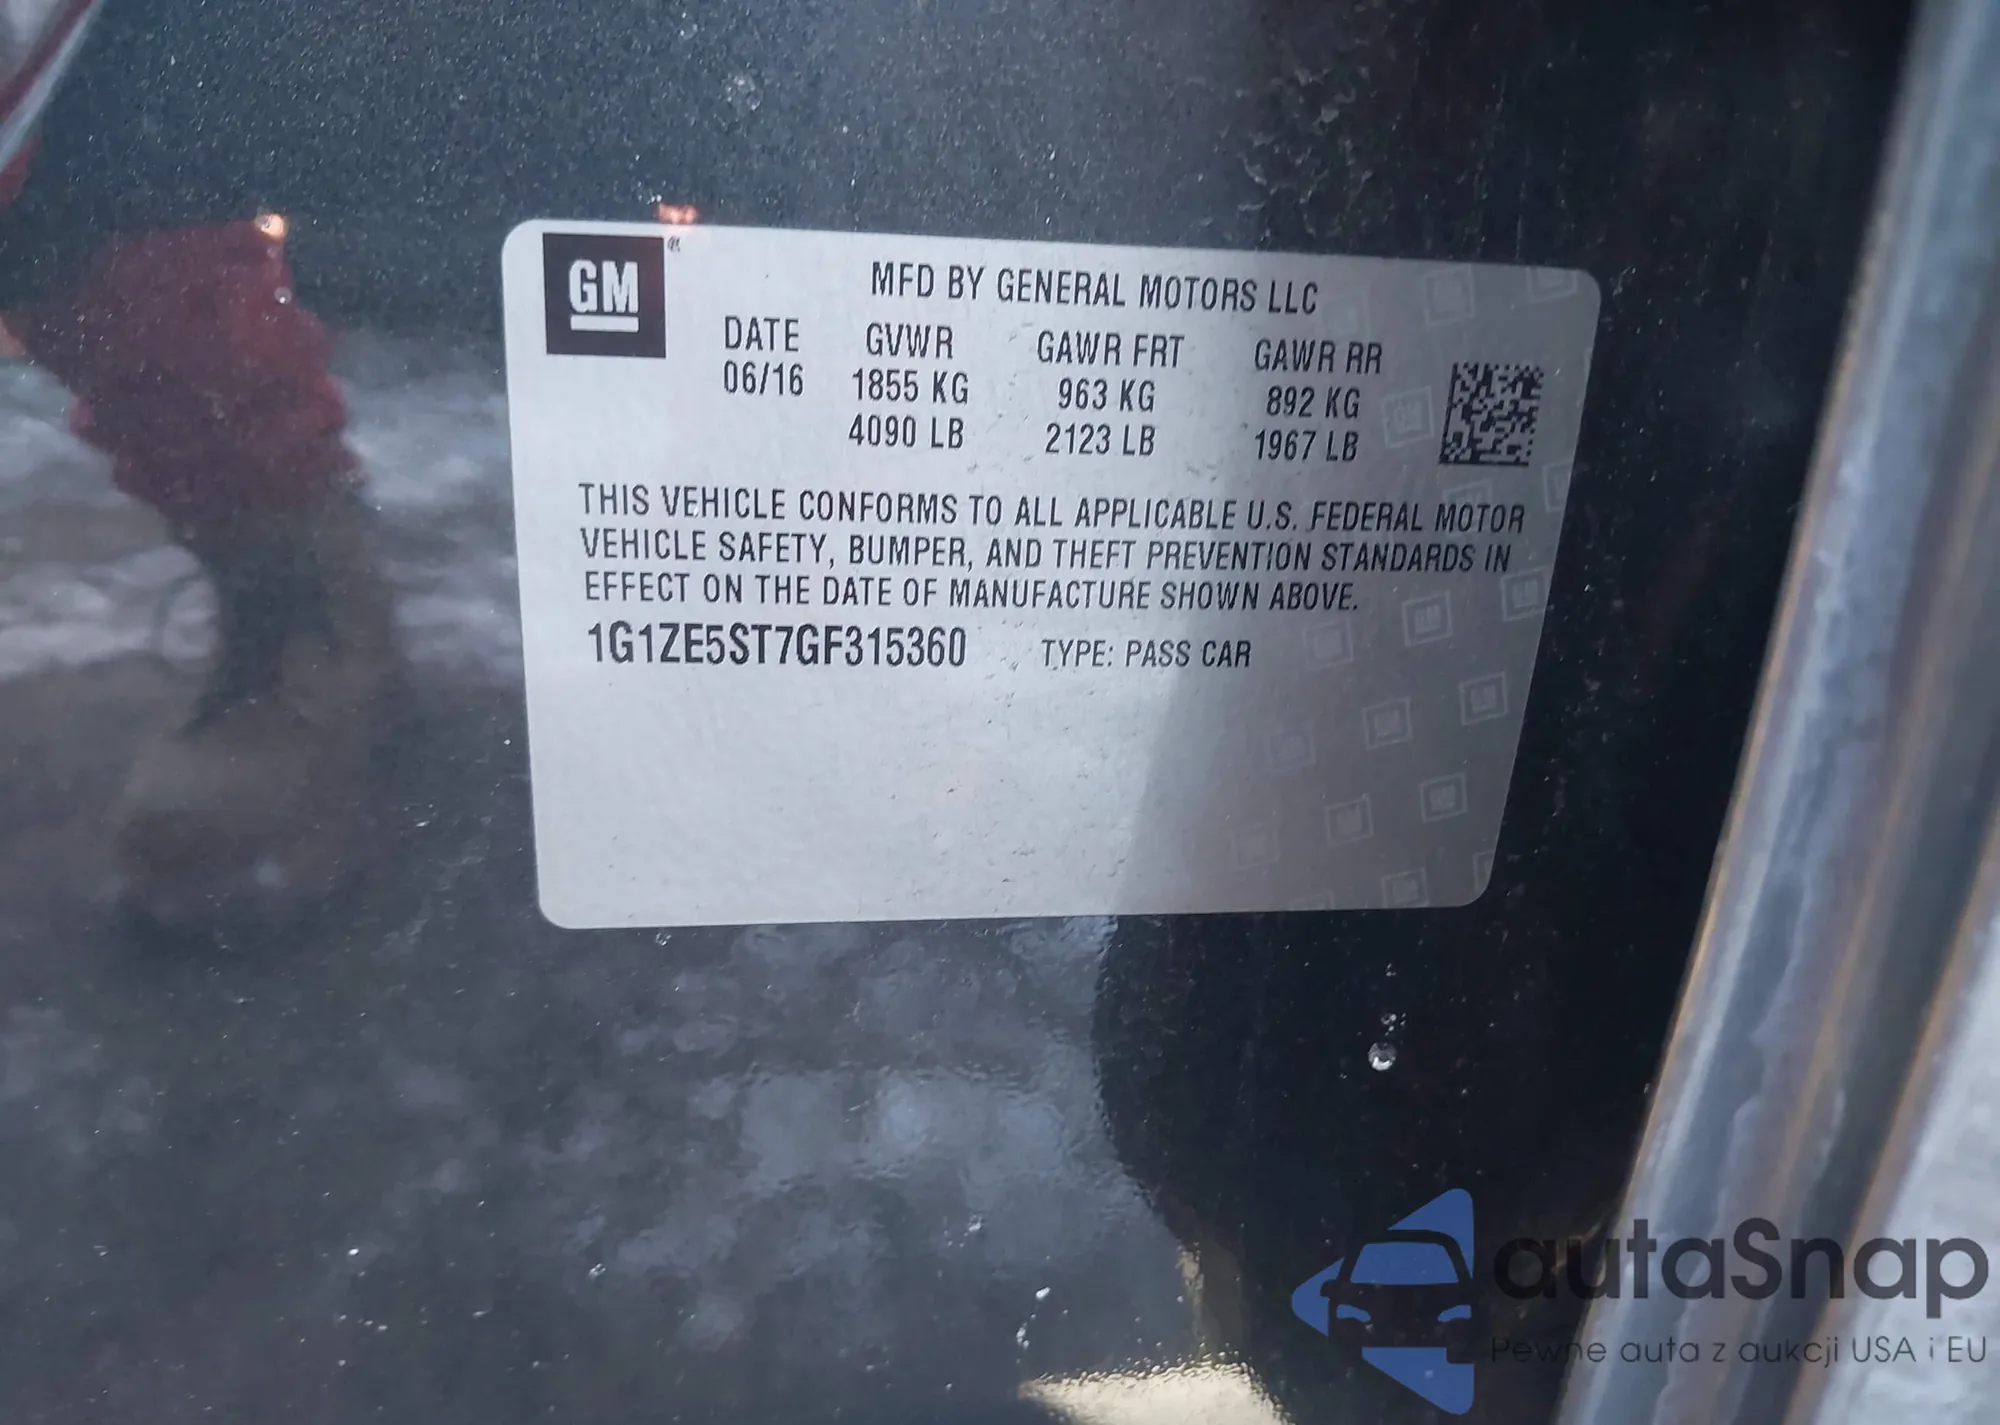 GM ®
MFD BY GENERAL MOTORS LLC
DATE GVWR GAWR FRT GAWR RR
06/16 1855 KG 963 KG 892 KG
4090 LB 2123 LB 1967 LB
THIS VEHICLE CONFORMS TO ALL APPLICABLE U.S. FEDERAL MOTOR
VEHICLE SAFETY, BUMPER, AND THEFT PREVENTION STANDARDS IN
EFFECT ON THE DATE OF MANUFACTURE SHOWN ABOVE.
1G1ZE5ST7GF315360 TYPE: PASS CAR
autaSnap
Pewne auta z aukcji USA i EU